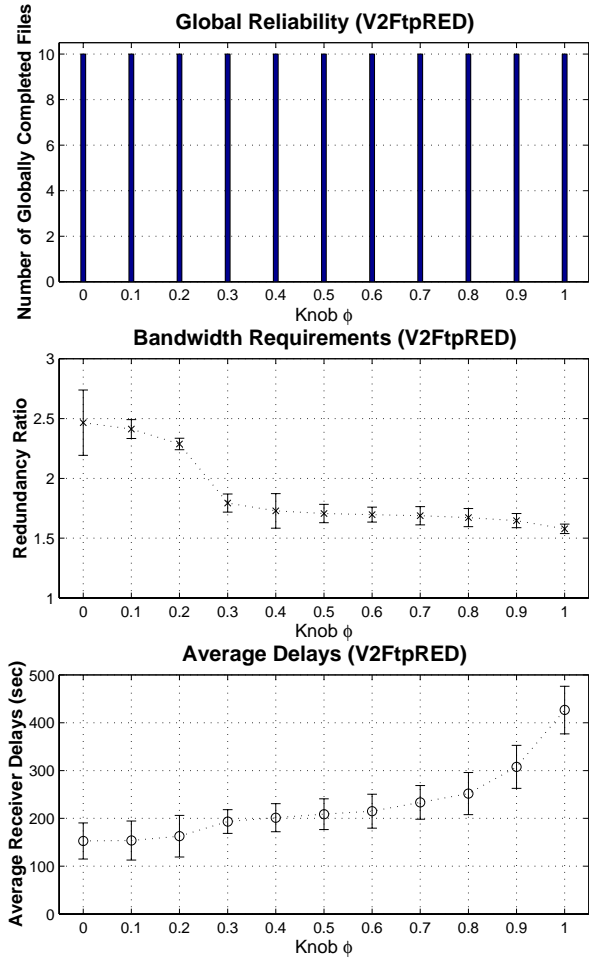 Global Reliability (V2FtpRED)
Number of Globally Completed Files
10
8
6
4
2
0
0 0.1 0.2 0.3 0.4 0.5 0.6 0.7 0.8 0.9 1
Knob ϕ
Bandwidth Requirements (V2FtpRED)
Redundancy Ratio
3
2.5
2
1.5
1
0 0.1 0.2 0.3 0.4 0.5 0.6 0.7 0.8 0.9 1
Knob ϕ
Average Delays (V2FtpRED)
Average Receiver Delays (sec)
500
400
300
200
100
0
0 0.1 0.2 0.3 0.4 0.5 0.6 0.7 0.8 0.9 1
Knob ϕ